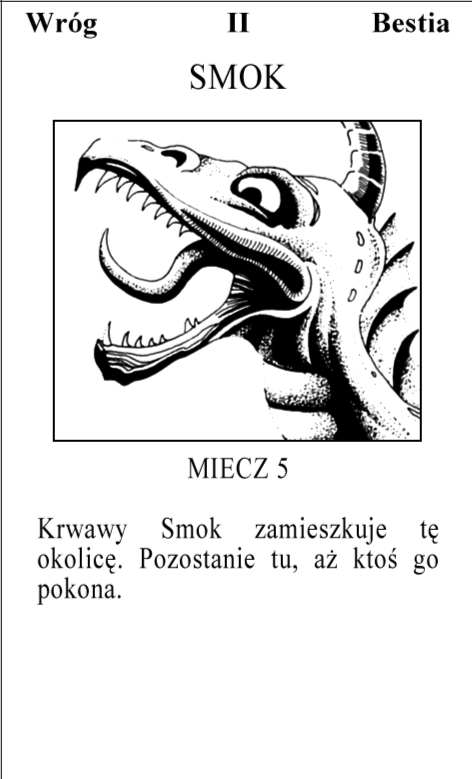 Wróg II Bestia
SMOK
MIECZ 5
Krwawy Smok zamieszkuje tę
okolicę. Pozostanie tu, aż ktoś go
pokona.